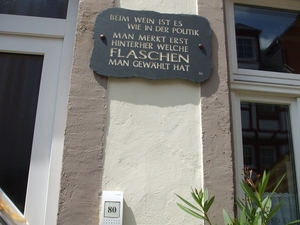 BEIM WEIN IST ES
WIE IN DER POLITIK
MAN MERKT ERST
HINTERHER WELCHE
FLASCHEN
MAN GEWÄHLT HAT
80